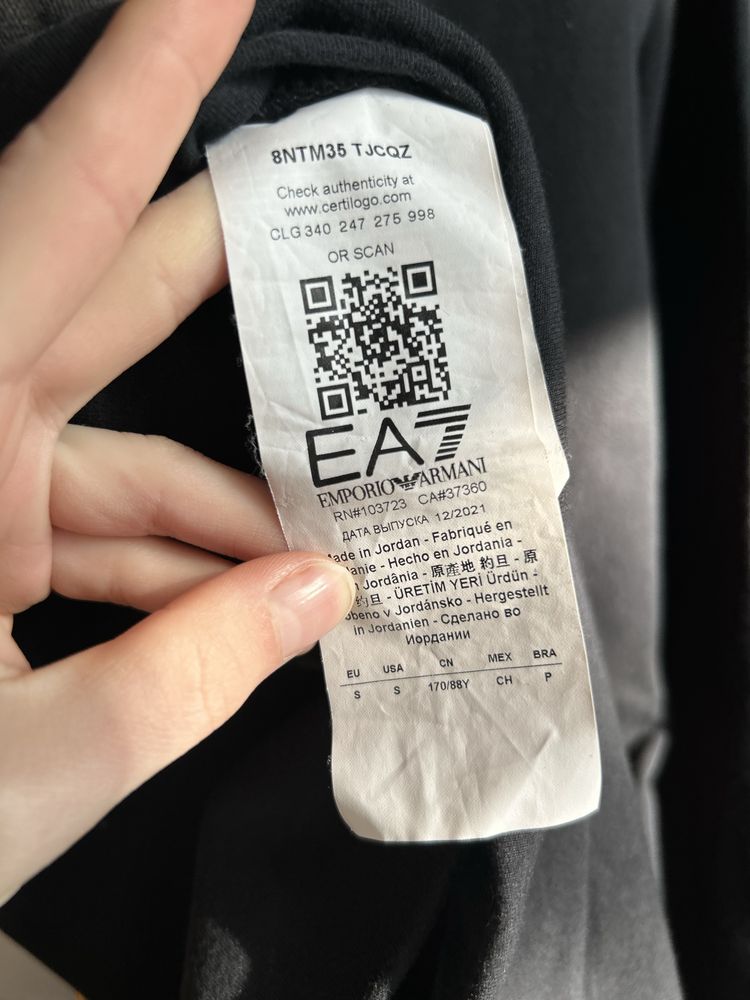 8NTM35 TJCQZ
Check authenticity at
www.certilogo.com
CLG 340 247 275 998
OR SCAN
EA7
EMPORIO ARMANI
RN#103723 CA#37360
ДАТА ВЫПУСКА 12/2021
in Jordan - Fabriqué en
- Hecho en Jordania -
Jordânia - 原產地 約旦 - 原
约旦 - ÜRETİM YERİ Ürdün -
v Jordánsko - Hergestellt
in Jordanien - Сделано во
Иордании
EU USA CN MEX BRA
S S 170/88Y CH P